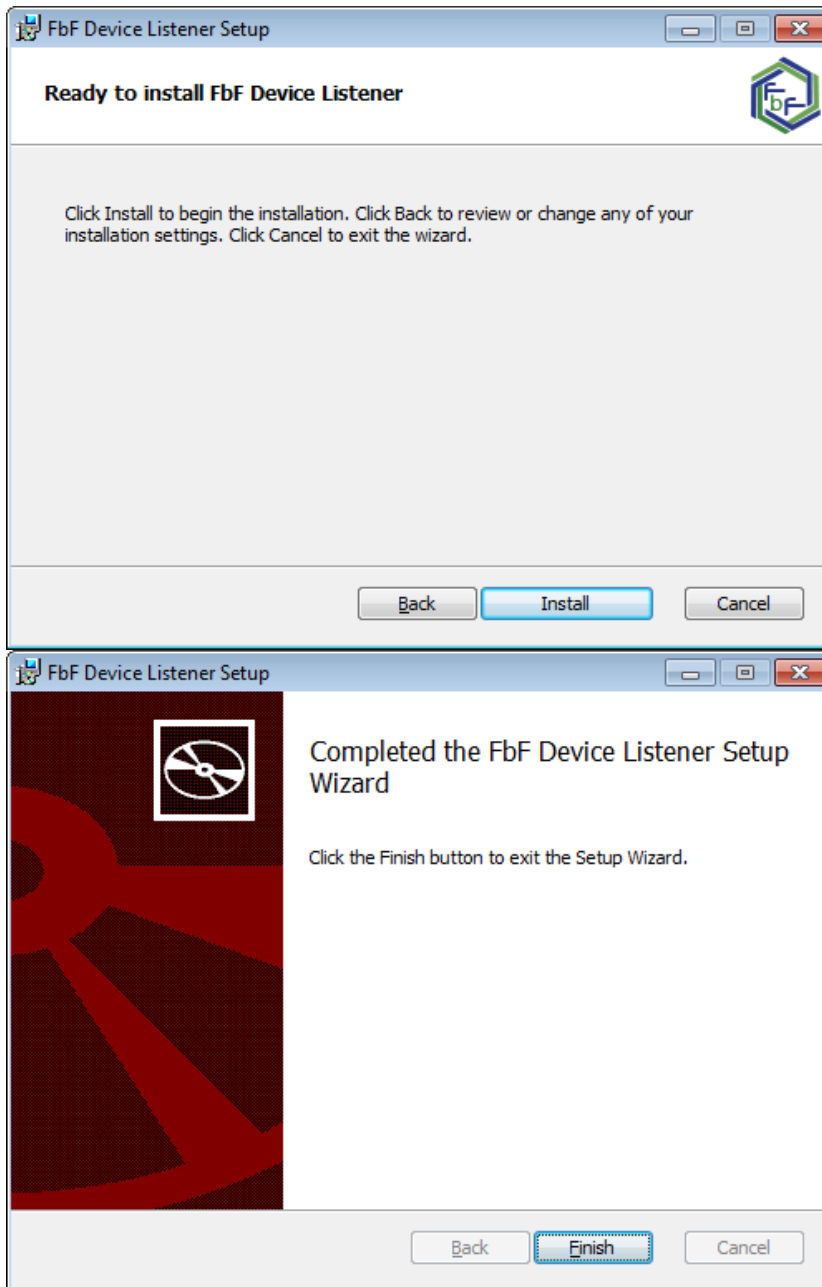 FbF Device Listener Setup
Ready to install FbF Device Listener
FbF
Click Install to begin the installation. Click Back to review or change any of your
installation settings. Click Cancel to exit the wizard.
Back Install Cancel
FbF Device Listener Setup
Completed the FbF Device Listener Setup
Wizard
Click the Finish button to exit the Setup Wizard.
Back Finish Cancel